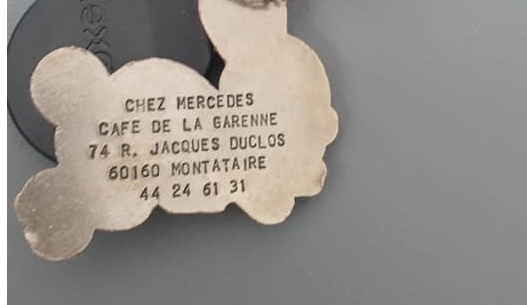 CHEZ MERCEDES
CAFE DE LA GARENNE
74 R. JACQUES DUCLOS
60160 MONTATAIRE
44 24 61 31